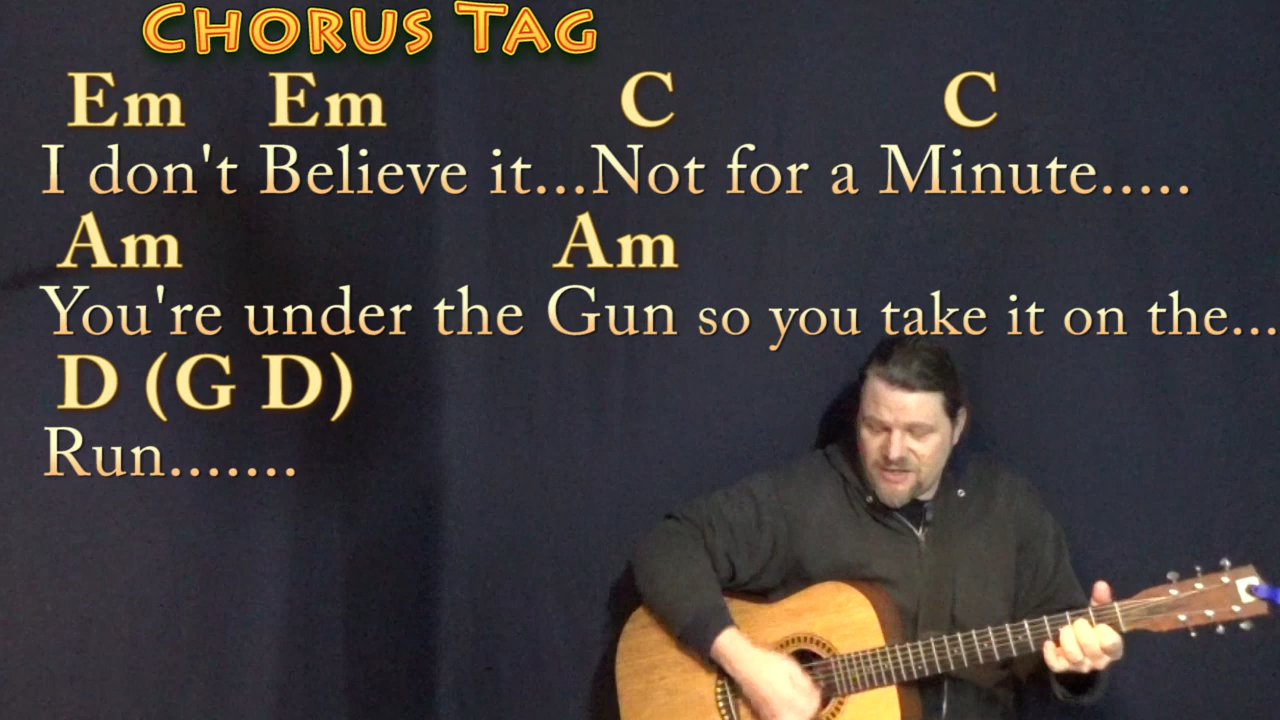 CHORUS TAG
Em Em C C
I don't Believe it...Not for a Minute.....
Am Am
You're under the Gun so you take it on the...
D (G D)
Run.......